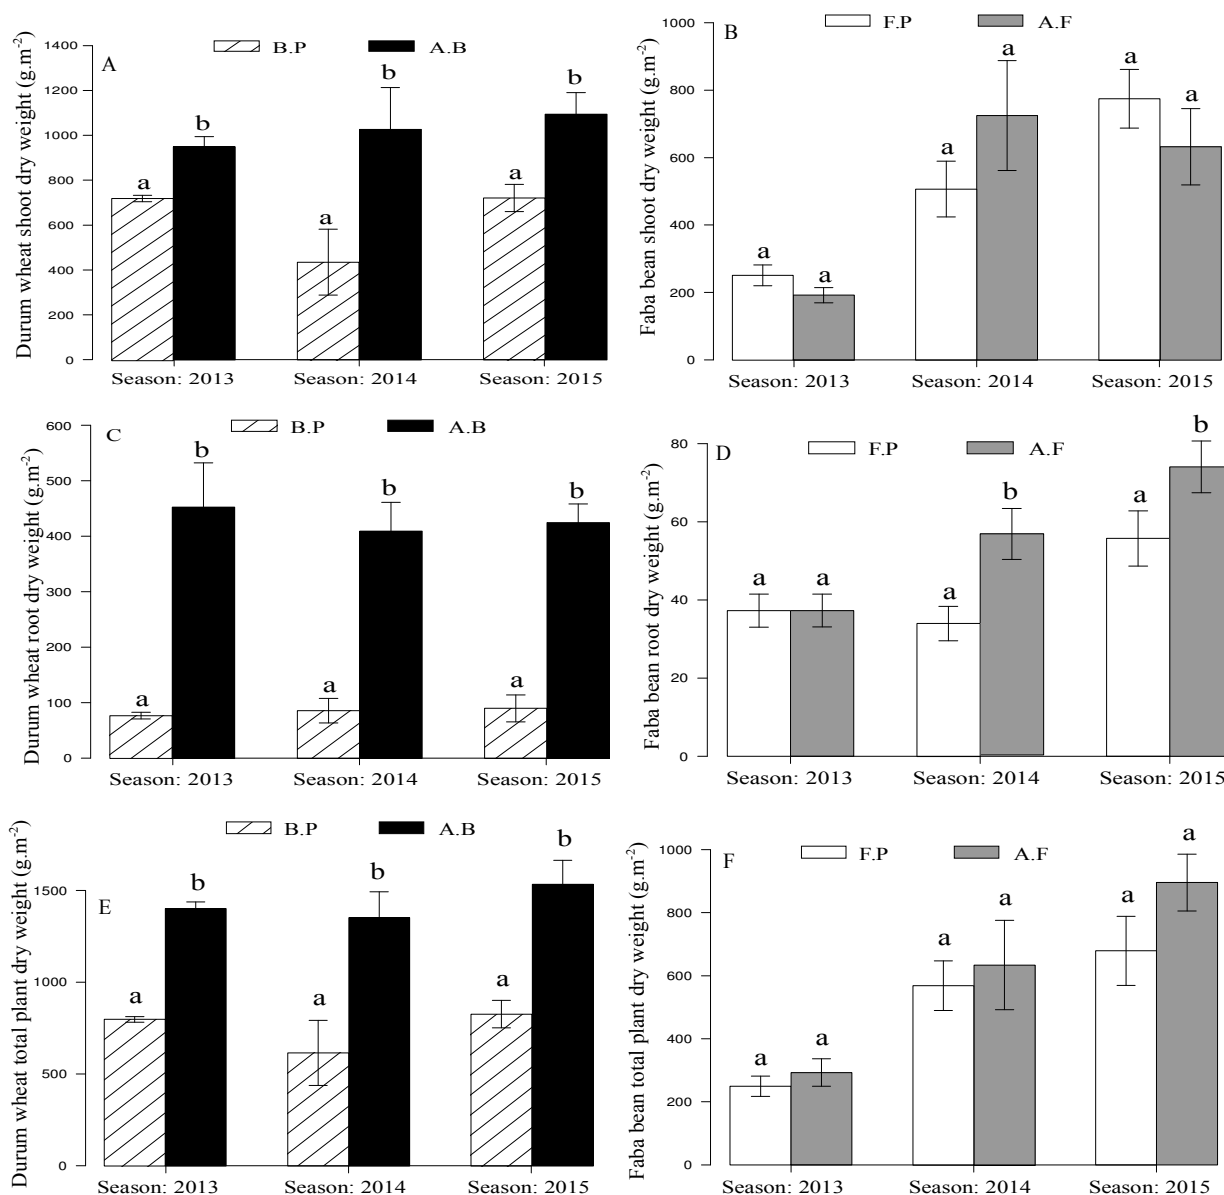 Durum wheat shoot dry weight (g.m-2)
A
B.P
A.B
1400
1200
1000
800
600
400
200
0
a
b
a
b
a
b
Season: 2013
Season: 2014
Season: 2015
Faba bean shoot dry weight (g.m-2)
B
F.P
A.F
1000
800
600
400
200
0
a
a
a
a
a
a
Season: 2013
Season: 2014
Season: 2015
Durum wheat root dry weight (g.m-2)
C
B.P
A.B
600
500
400
300
200
100
0
a
b
a
b
a
b
Season: 2013
Season: 2014
Season: 2015
Faba bean root dry weight (g.m-2)
D
F.P
A.F
80
60
40
20
0
a
a
a
b
a
b
Season: 2013
Season: 2014
Season: 2015
Durum wheat total plant dry weight (g.m-2)
E
B.P
A.B
1500
1000
500
0
a
b
a
b
a
b
Season: 2013
Season: 2014
Season: 2015
Faba bean total plant dry weight (g.m-2)
F
F.P
A.F
1000
800
600
400
200
0
a
a
a
a
a
a
Season: 2013
Season: 2014
Season: 2015